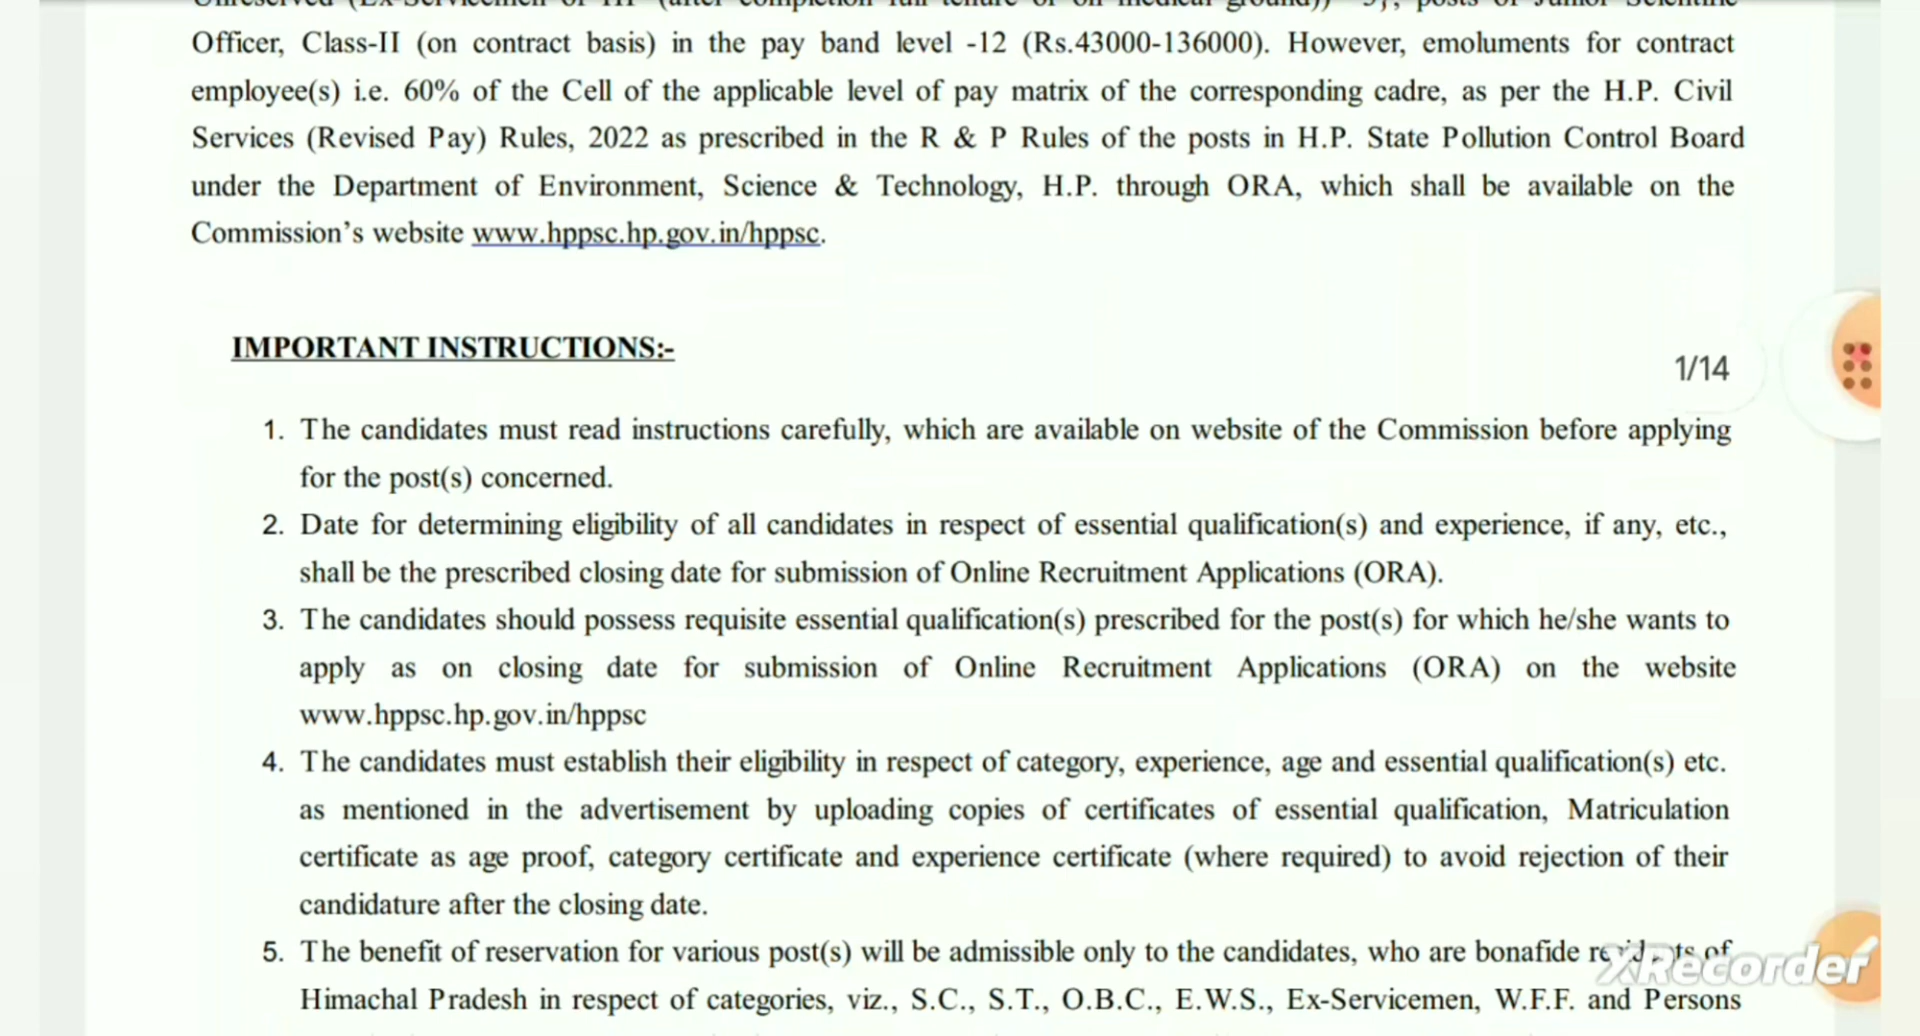 Officer, Class-II (on contract basis) in the pay band level -12 (Rs.43000-136000). However, emoluments for contract
employee(s) i.e. 60% of the Cell of the applicable level of pay matrix of the corresponding cadre, as per the H.P. Civil
Services (Revised Pay) Rules, 2022 as prescribed in the R & P Rules of the posts in H.P. State Pollution Control Board
under the Department of Environment, Science & Technology, H.P. through ORA, which shall be available on the
Commission's website www.hppsc.hp.gov.in/hppsc.
IMPORTANT INSTRUCTIONS:-
1/14
1. The candidates must read instructions carefully, which are available on website of the Commission before applying
for the post(s) concerned.
2. Date for determining eligibility of all candidates in respect of essential qualification(s) and experience, if any, etc.,
shall be the prescribed closing date for submission of Online Recruitment Applications (ORA).
3. The candidates should possess requisite essential qualification(s) prescribed for the post(s) for which he/she wants to
apply as on closing date for submission of Online Recruitment Applications (ORA) on the website
www.hppsc.hp.gov.in/hppsc
4. The candidates must establish their eligibility in respect of category, experience, age and essential qualification(s) etc.
as mentioned in the advertisement by uploading copies of certificates of essential qualification, Matriculation
certificate as age proof, category certificate and experience certificate (where required) to avoid rejection of their
candidature after the closing date.
5. The benefit of reservation for various post(s) will be admissible only to the candidates, who are bonafide residents of
Himachal Pradesh in respect of categories, viz., S.C., S.T., O.B.C., E.W.S., Ex-Servicemen, W.F.F. and Persons
XRecorder